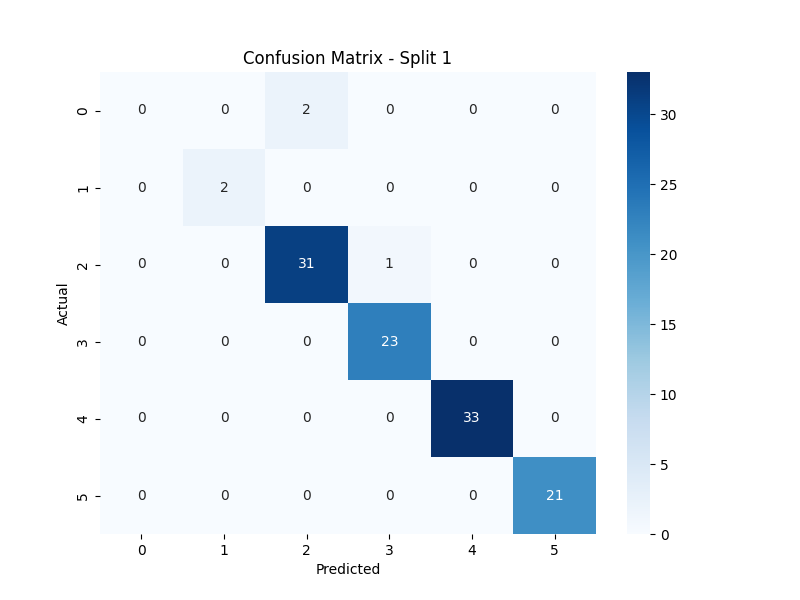 Confusion Matrix - Split 1
0 0 0 2 0 0 0
1 0 2 0 0 0 0
2 0 0 31 1 0 0
3 0 0 0 23 0 0
4 0 0 0 0 33 0
5 0 0 0 0 0 21
0 1 2 3 4 5
Predicted
Actual
30
25
20
15
10
5
0